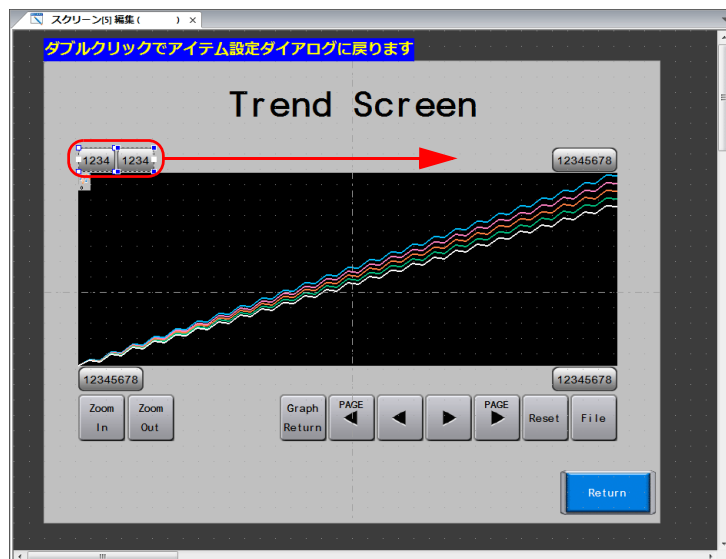 スクリーン[5] 編集 ( )
ダブルクリックでアイテム設定ダイアログに戻ります
Trend Screen
1234 1234 12345678
12345678 12345678
Zoom In Zoom Out Graph Return PAGE PAGE Reset File
Return